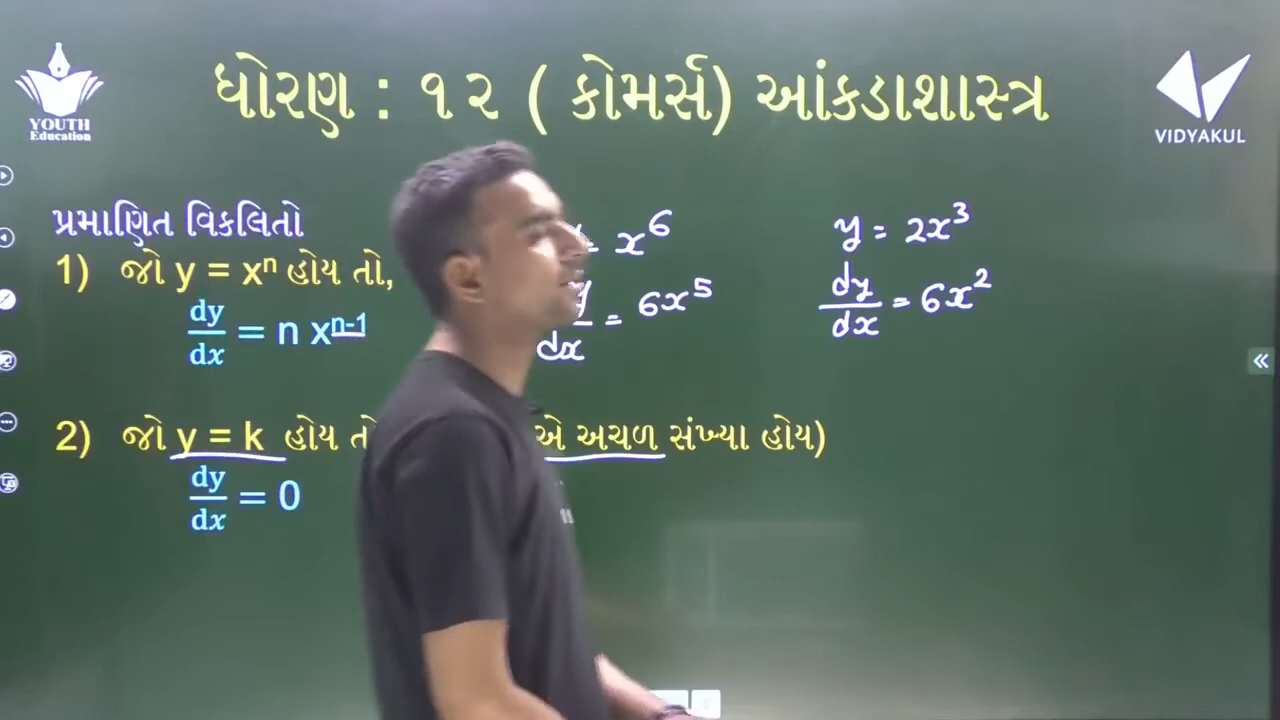 YOUTH
Education
ધોરણ : ૧૨ ( કોમર્સ) આંકડાશાસ્ત્ર
VIDYAKUL
પ્રમાણિત વિકલિતો
1) જો y = xⁿ હોય તો,
dy/dx = n xⁿ⁻¹
= x⁶
dy/dx = 6x⁵
y = 2x³
dy/dx = 6x²
2) જો y = k હોય તો એ અચળ સંખ્યા હોય)
dy/dx = 0